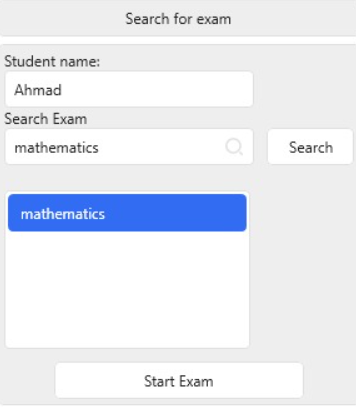 Search for exam
Student name:
Ahmad
Search Exam
mathematics
Search
mathematics
Start Exam